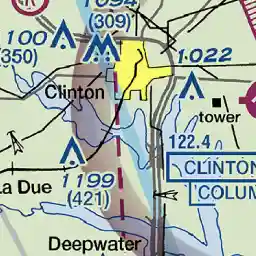 1094
(309)
100
(350)
1022
Clinton
tower
122.4
CLINTON
La Due
1199
(421)
COLUM
Deepwater